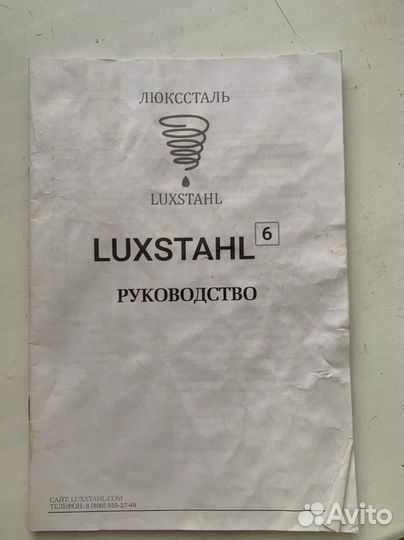 ЛЮКССТАЛЬ
LUXSTAHL
LUXSTAHL 6
РУКОВОДСТВО
САЙТ: LUXSTAHL.COM
ТЕЛЕФОН: 8 (800) 555-27-49
Avito